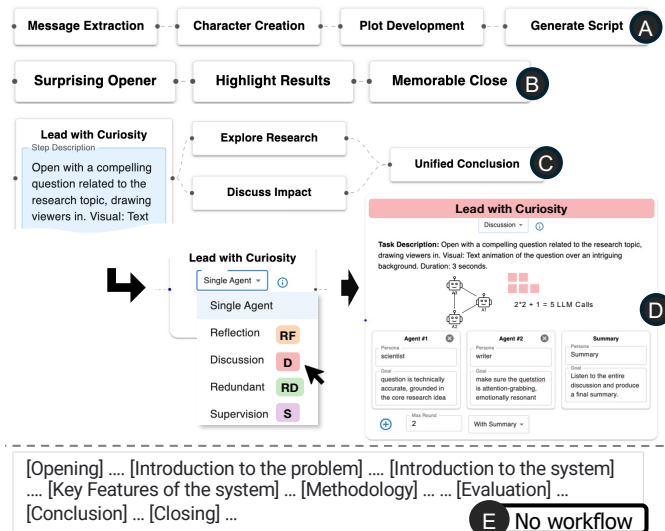 Message Extraction
Character Creation
Plot Development
Generate Script
A
Surprising Opener
Highlight Results
Memorable Close
B
Lead with Curiosity
Step Description
Open with a compelling
question related to the
research topic, drawing
viewers in. Visual: Text
Explore Research
Discuss Impact
Unified Conclusion
C
Lead with Curiosity
Single Agent
Single Agent
Reflection RF
Discussion D
Redundant RD
Supervision S
Lead with Curiosity
Discussion
Task Description: Open with a compelling question related to the research topic,
drawing viewers in. Visual: Text animation of the question over an intriguing
background. Duration: 3 seconds.
A1
A2
2*2 + 1 = 5 LLM Calls
D
Agent #1
Persona
scientist
Goal
question is technically
accurate, grounded in
the core research idea
Agent #2
Persona
writer
Goal
make sure the quetstion
is attention-grabbing,
emotionally resonant
Summary
Persona
Summary
Goal
Listen to the entire
discussion and produce
a final summary.
Max Round
2
With Summary
[Opening] .... [Introduction to the problem] .... [Introduction to the system]
.... [Key Features of the system] ... [Methodology] ... ... [Evaluation] ...
[Conclusion] ... [Closing] ...
E No workflow